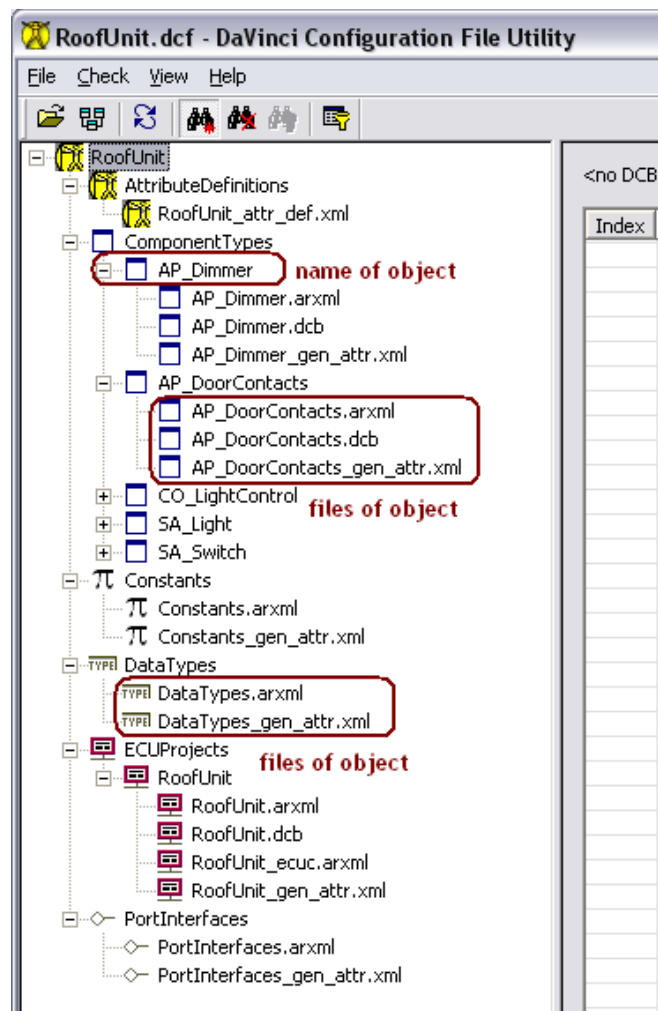 RoofUnit.dcf - DaVinci Configuration File Utility
File Check View Help
RoofUnit
<no DCB
AttributeDefinitions
RoofUnit_attr_def.xml
Index
ComponentTypes
AP_Dimmer name of object
AP_Dimmer.arxml
AP_Dimmer.dcb
AP_Dimmer_gen_attr.xml
AP_DoorContacts
AP_DoorContacts.arxml
AP_DoorContacts.dcb
AP_DoorContacts_gen_attr.xml
CO_LightControl
files of object
SA_Light
SA_Switch
π Constants
π Constants.arxml
π Constants_gen_attr.xml
TYPE DataTypes
TYPE DataTypes.arxml
TYPE DataTypes_gen_attr.xml
ECUProjects
files of object
RoofUnit
RoofUnit.arxml
RoofUnit.dcb
RoofUnit_ecuc.arxml
RoofUnit_gen_attr.xml
PortInterfaces
PortInterfaces.arxml
PortInterfaces_gen_attr.xml